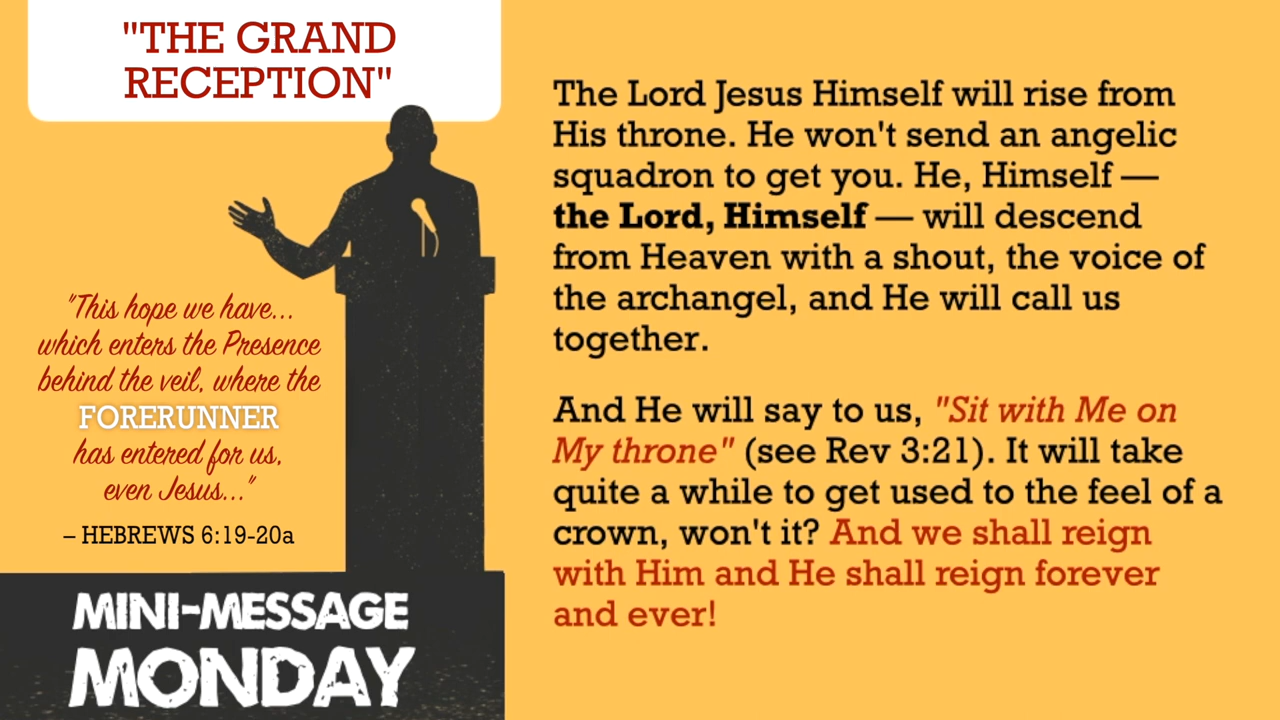 "THE GRAND
RECEPTION"
"This hope we have...
which enters the Presence
behind the veil, where the
FORERUNNER
has entered for us,
even Jesus..."
– HEBREWS 6:19-20a
MINI-MESSAGE
MONDAY
The Lord Jesus Himself will rise from
His throne. He won't send an angelic
squadron to get you. He, Himself —
the Lord, Himself — will descend
from Heaven with a shout, the voice of
the archangel, and He will call us
together.
And He will say to us, "Sit with Me on
My throne" (see Rev 3:21). It will take
quite a while to get used to the feel of a
crown, won't it? And we shall reign
with Him and He shall reign forever
and ever!